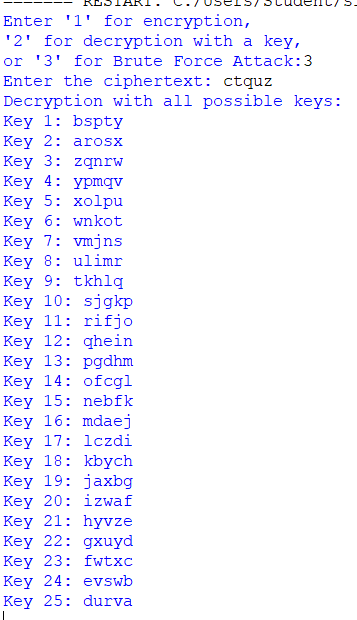 ======= RESTART: C:/Users/Student/
Enter '1' for encryption,
'2' for decryption with a key,
or '3' for Brute Force Attack:3
Enter the ciphertext: ctquz
Decryption with all possible keys:
Key 1: bspty
Key 2: arosx
Key 3: zqnrw
Key 4: ypmqv
Key 5: xolpu
Key 6: wnkot
Key 7: vmjns
Key 8: ulimr
Key 9: tkhlq
Key 10: sjgkp
Key 11: rifjo
Key 12: qhein
Key 13: pgdhm
Key 14: ofcgl
Key 15: nebfk
Key 16: mdaej
Key 17: lczdi
Key 18: kbych
Key 19: jaxbg
Key 20: izwaf
Key 21: hyvze
Key 22: gxuyd
Key 23: fwtxc
Key 24: evswb
Key 25: durva